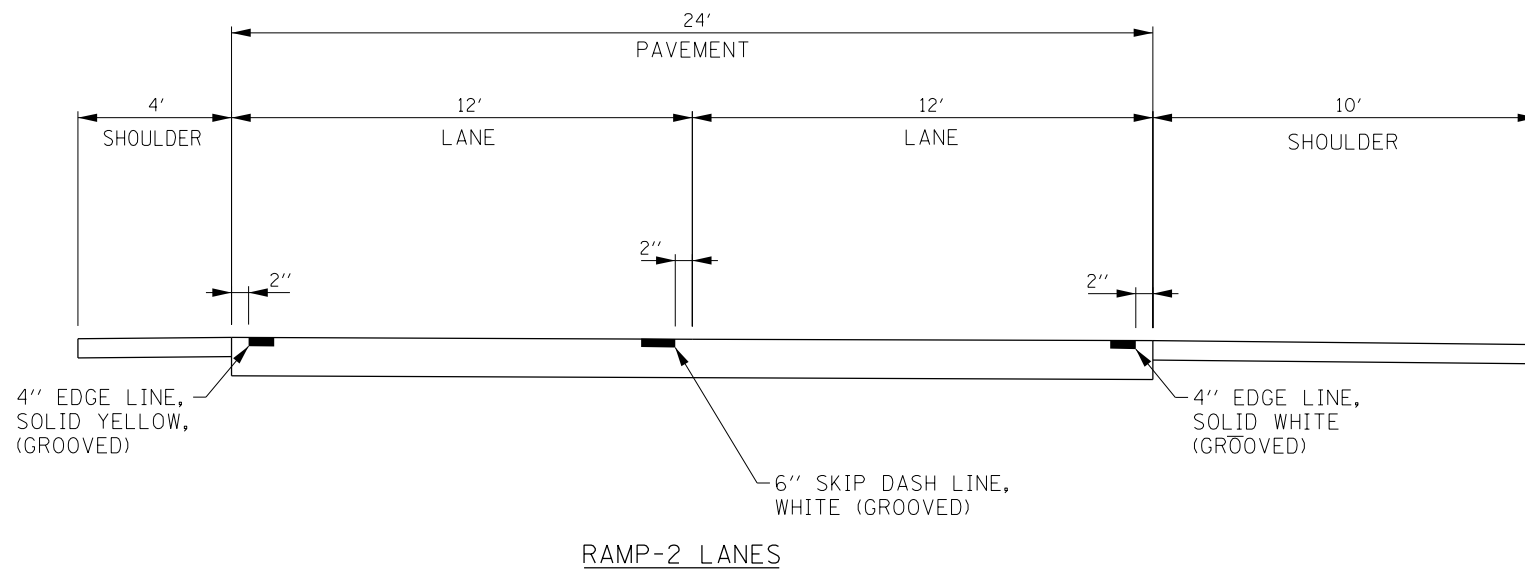 24'
PAVEMENT
4'
12'
12'
10'
SHOULDER
LANE
LANE
SHOULDER
2''
2''
2''
4'' EDGE LINE,
SOLID YELLOW,
(GROOVED)
4'' EDGE LINE,
SOLID WHITE
(GROOVED)
6'' SKIP DASH LINE,
WHITE (GROOVED)
RAMP-2 LANES